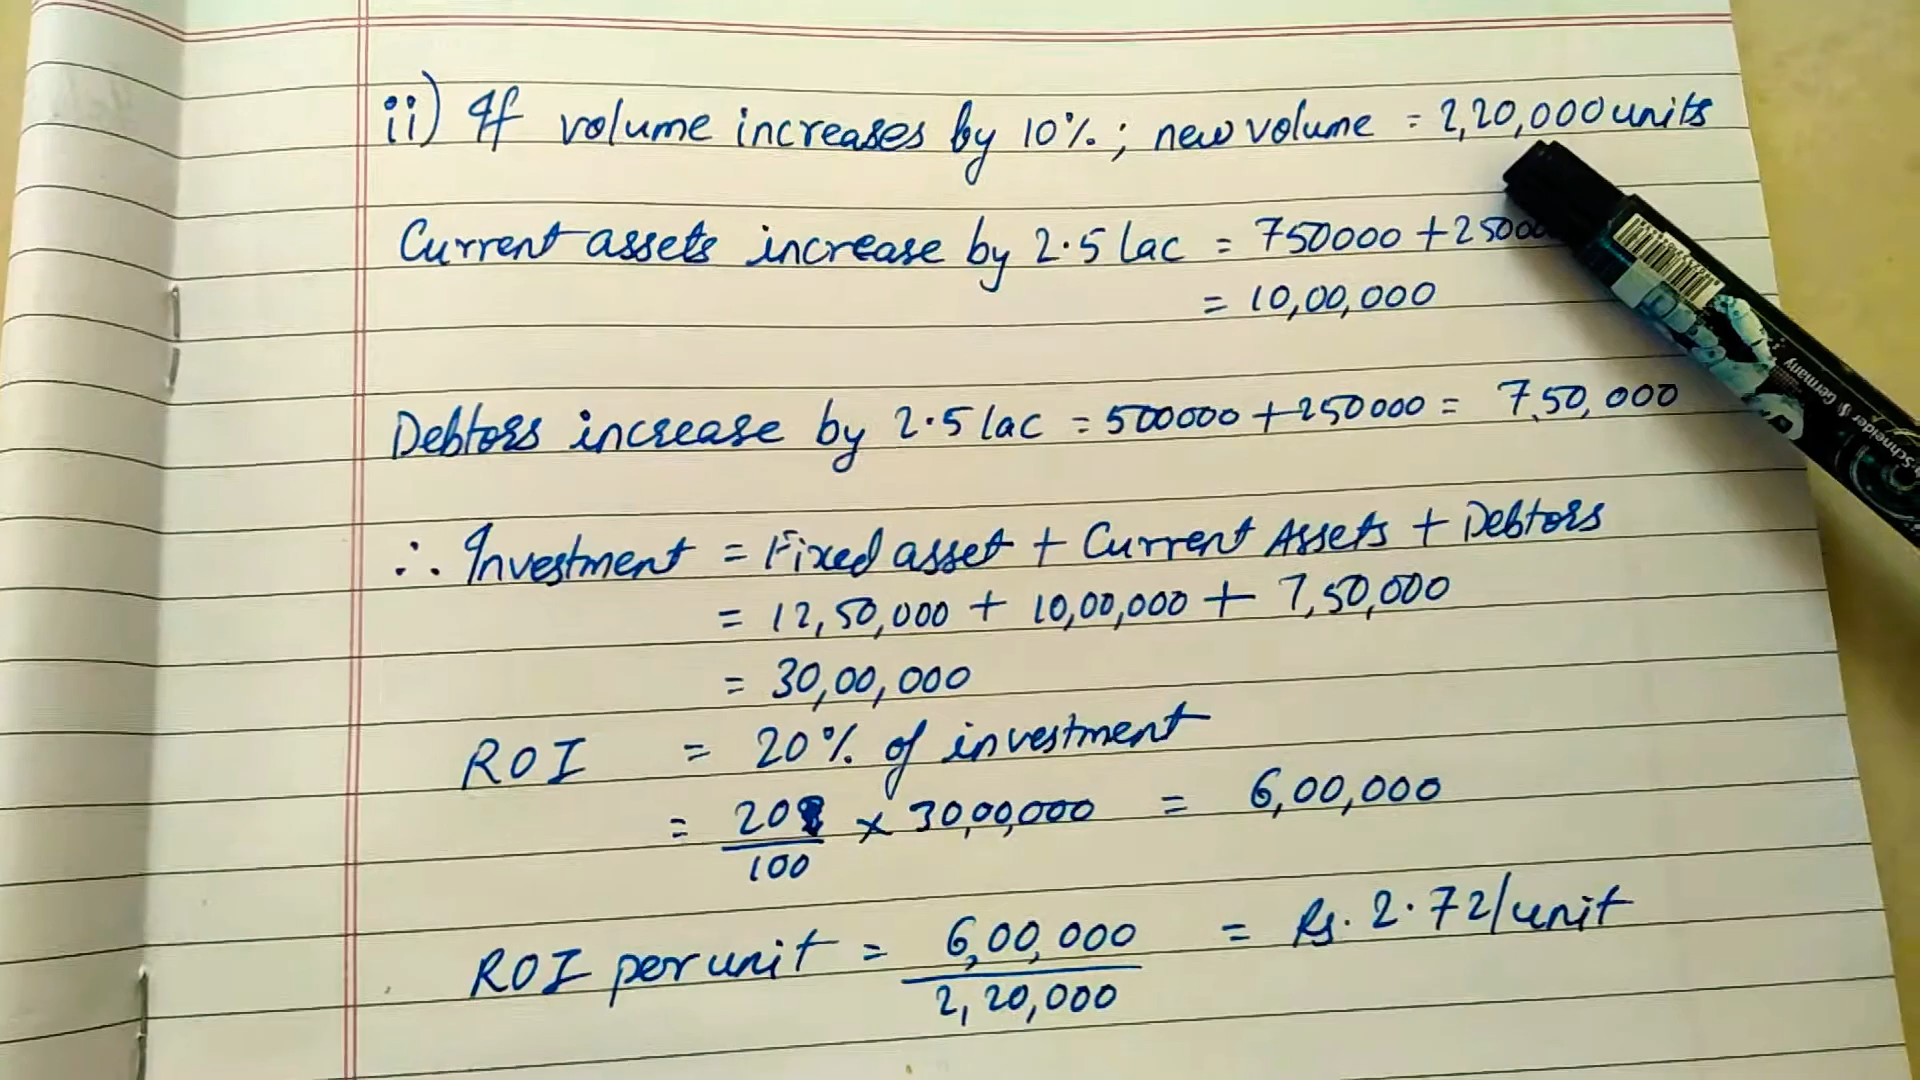 ii) If volume increases by 10%; new volume = 2,20,000 units
Current assets increase by 2.5 lac = 750000 + 25000
= 10,00,000
Debtors increase by 2.5 lac = 500000 + 250000 = 7,50,000
∴ Investment = Fixed asset + Current Assets + Debtors
= 12,50,000 + 10,00,000 + 7,50,000
= 30,00,000
ROI = 20% of investment
= 20/100 × 30,00,000 = 6,00,000
ROI per unit = 6,00,000/2,20,000 = Rs. 2.72/unit
Schneider Germany